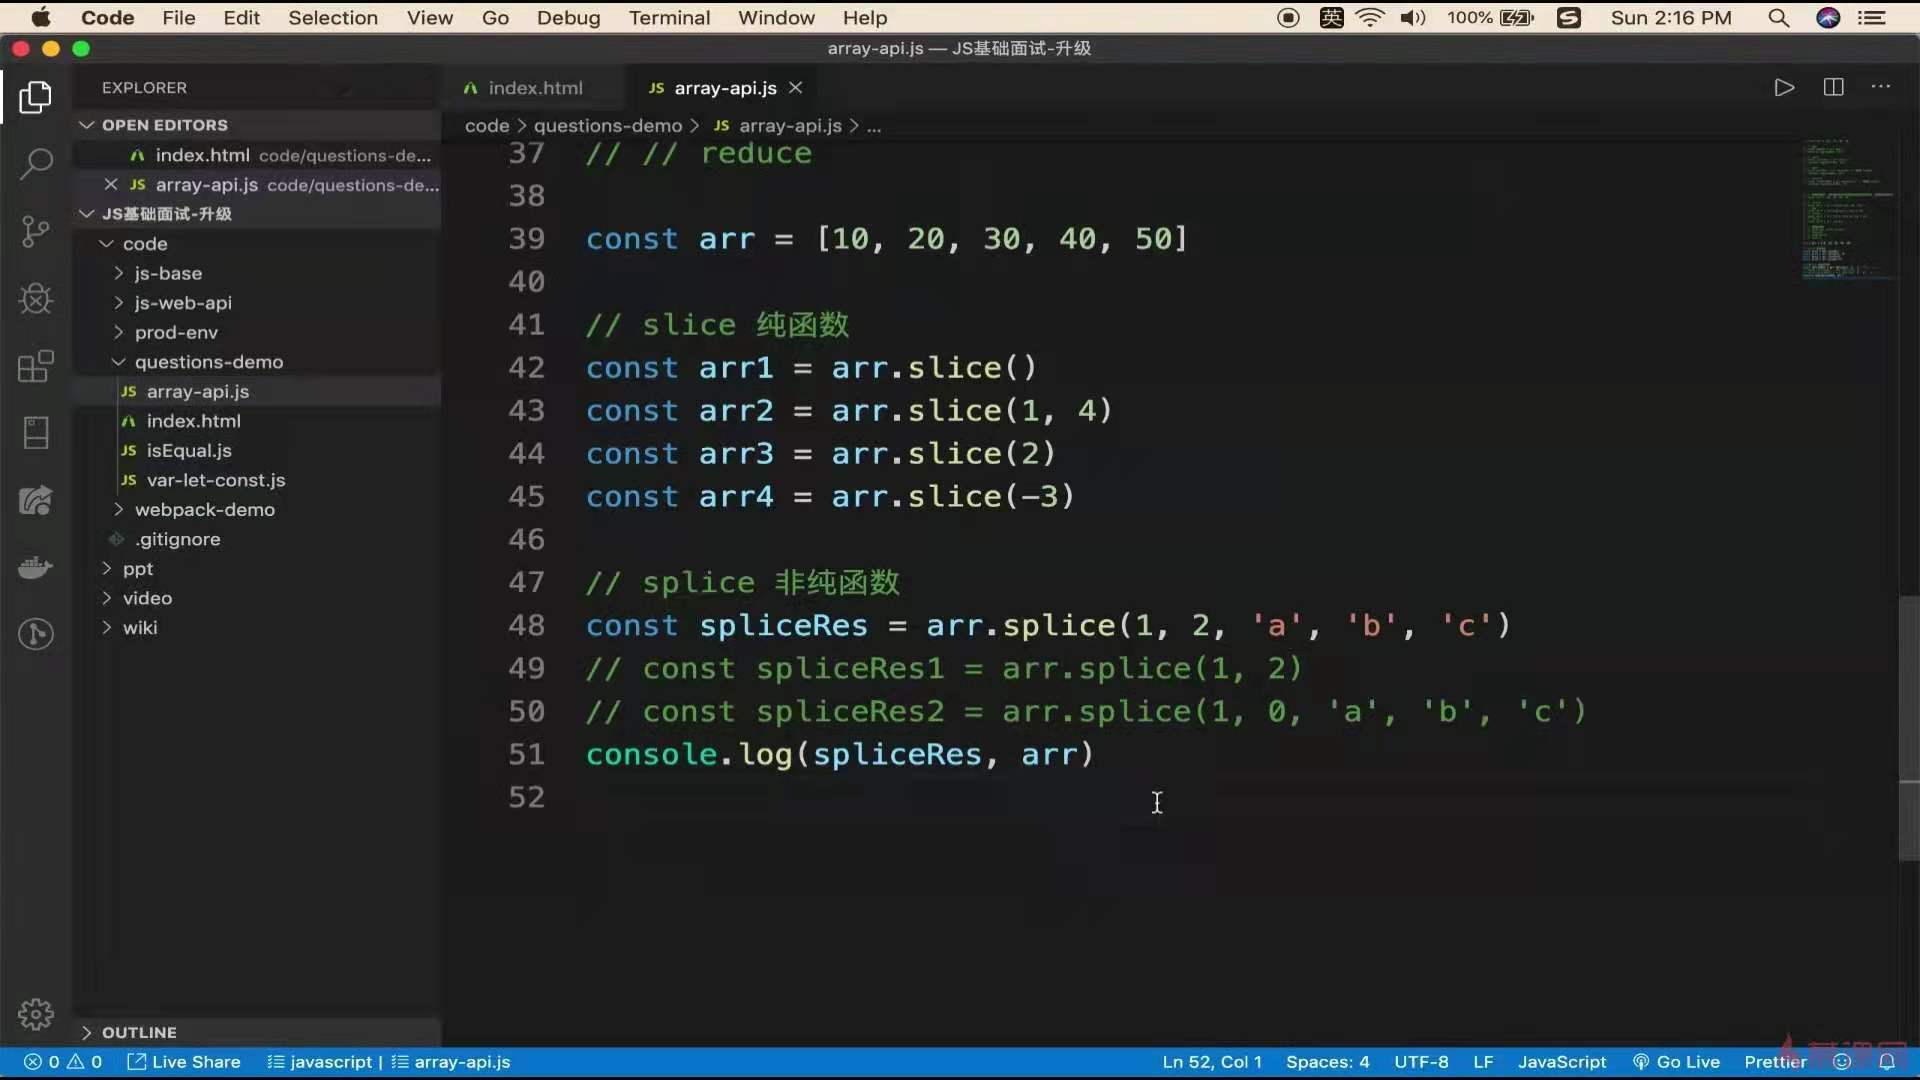 Code File Edit Selection View Go Debug Terminal Window Help 英 100% Sun 2:16 PM
array-api.js — JS基础面试-升级
EXPLORER
OPEN EDITORS
index.html code/questions-de...
JS array-api.js code/questions-de...
JS基础面试-升级
code
js-base
js-web-api
prod-env
questions-demo
JS array-api.js
index.html
JS isEqual.js
JS var-let-const.js
webpack-demo
.gitignore
ppt
video
wiki
OUTLINE
index.html JS array-api.js
code > questions-demo > JS array-api.js > ...
37 // // reduce
38
39 const arr = [10, 20, 30, 40, 50]
40
41 // slice 纯函数
42 const arr1 = arr.slice()
43 const arr2 = arr.slice(1, 4)
44 const arr3 = arr.slice(2)
45 const arr4 = arr.slice(-3)
46
47 // splice 非纯函数
48 const spliceRes = arr.splice(1, 2, 'a', 'b', 'c')
49 // const spliceRes1 = arr.splice(1, 2)
50 // const spliceRes2 = arr.splice(1, 0, 'a', 'b', 'c')
51 console.log(spliceRes, arr)
52
0 0 Live Share javascript | array-api.js Ln 52, Col 1 Spaces: 4 UTF-8 LF JavaScript Go Live Prettier